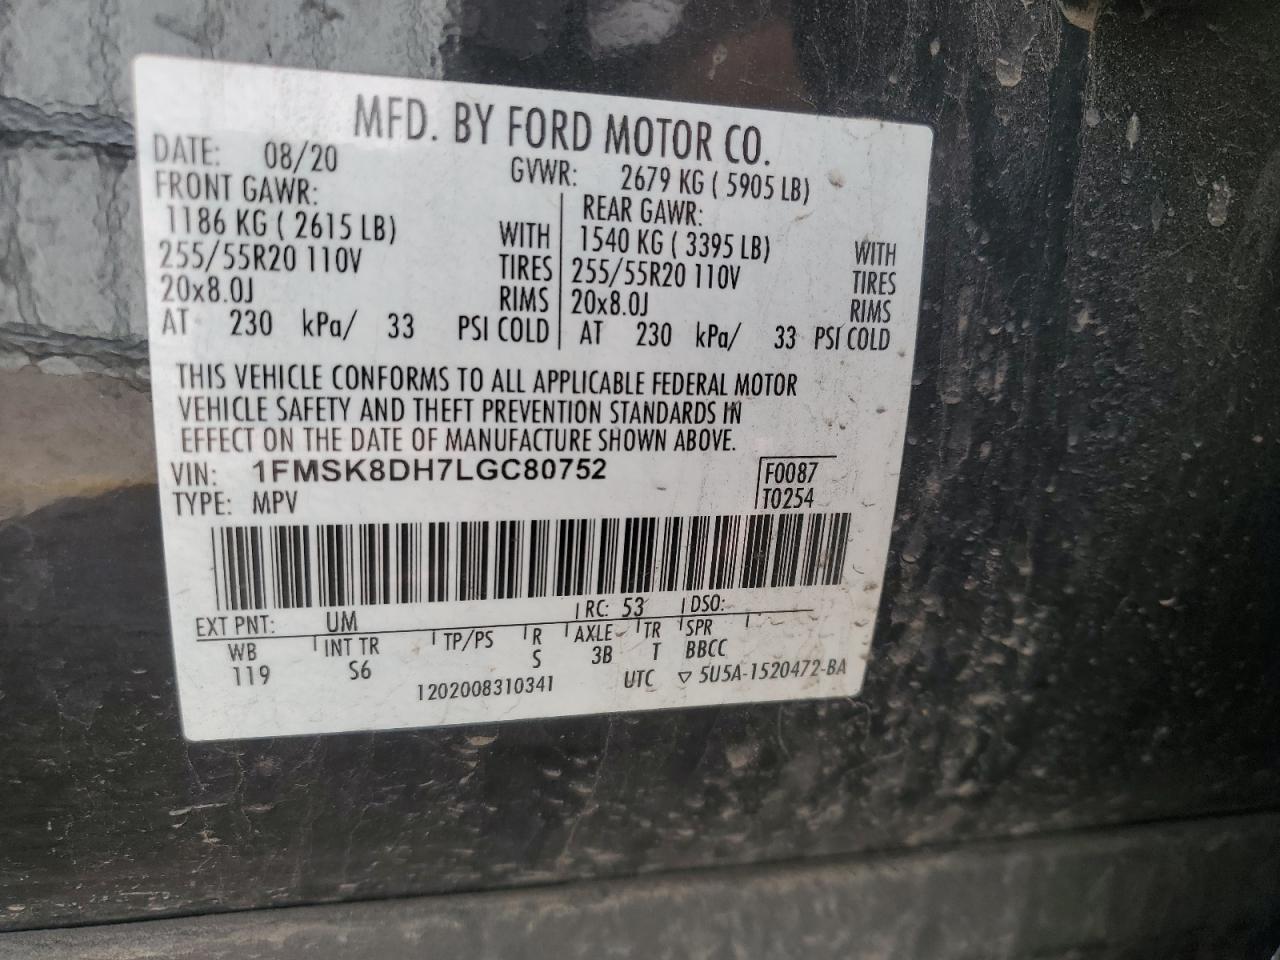 MFD. BY FORD MOTOR CO.
DATE: 08/20 GVWR: 2679 KG ( 5905 LB)
FRONT GAWR: REAR GAWR:
1186 KG ( 2615 LB) WITH 1540 KG ( 3395 LB) WITH
255/55R20 110V TIRES 255/55R20 110V TIRES
20x8.0J RIMS 20x8.0J RIMS
AT 230 kPa/ 33 PSI COLD AT 230 kPa/ 33 PSI COLD
THIS VEHICLE CONFORMS TO ALL APPLICABLE FEDERAL MOTOR
VEHICLE SAFETY AND THEFT PREVENTION STANDARDS IN
EFFECT ON THE DATE OF MANUFACTURE SHOWN ABOVE.
VIN: 1FMSK8DH7LGC80752 F0087
TYPE: MPV T0254
EXT PNT: UM RC: 53 DSO:
WB INT TR TP/PS R AXLE TR SPR
119 S6 S 3B T BBCC
1202008310341 UTC ▽ 5U5A-1520472-BA